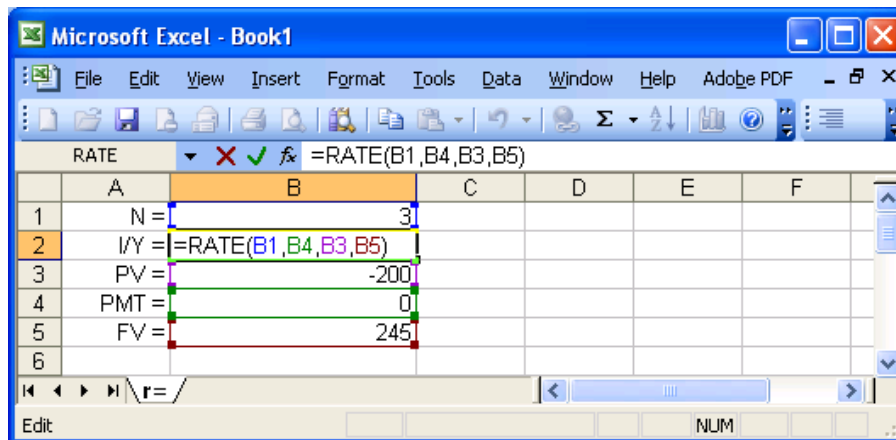 Microsoft Excel - Book1
File Edit View Insert Format Tools Data Window Help Adobe PDF
RATE =RATE(B1,B4,B3,B5)
A B C D E F
1 N = 3
2 I/Y = =RATE(B1,B4,B3,B5)
3 PV = -200
4 PMT = 0
5 FV = 245
6
r=
Edit NUM